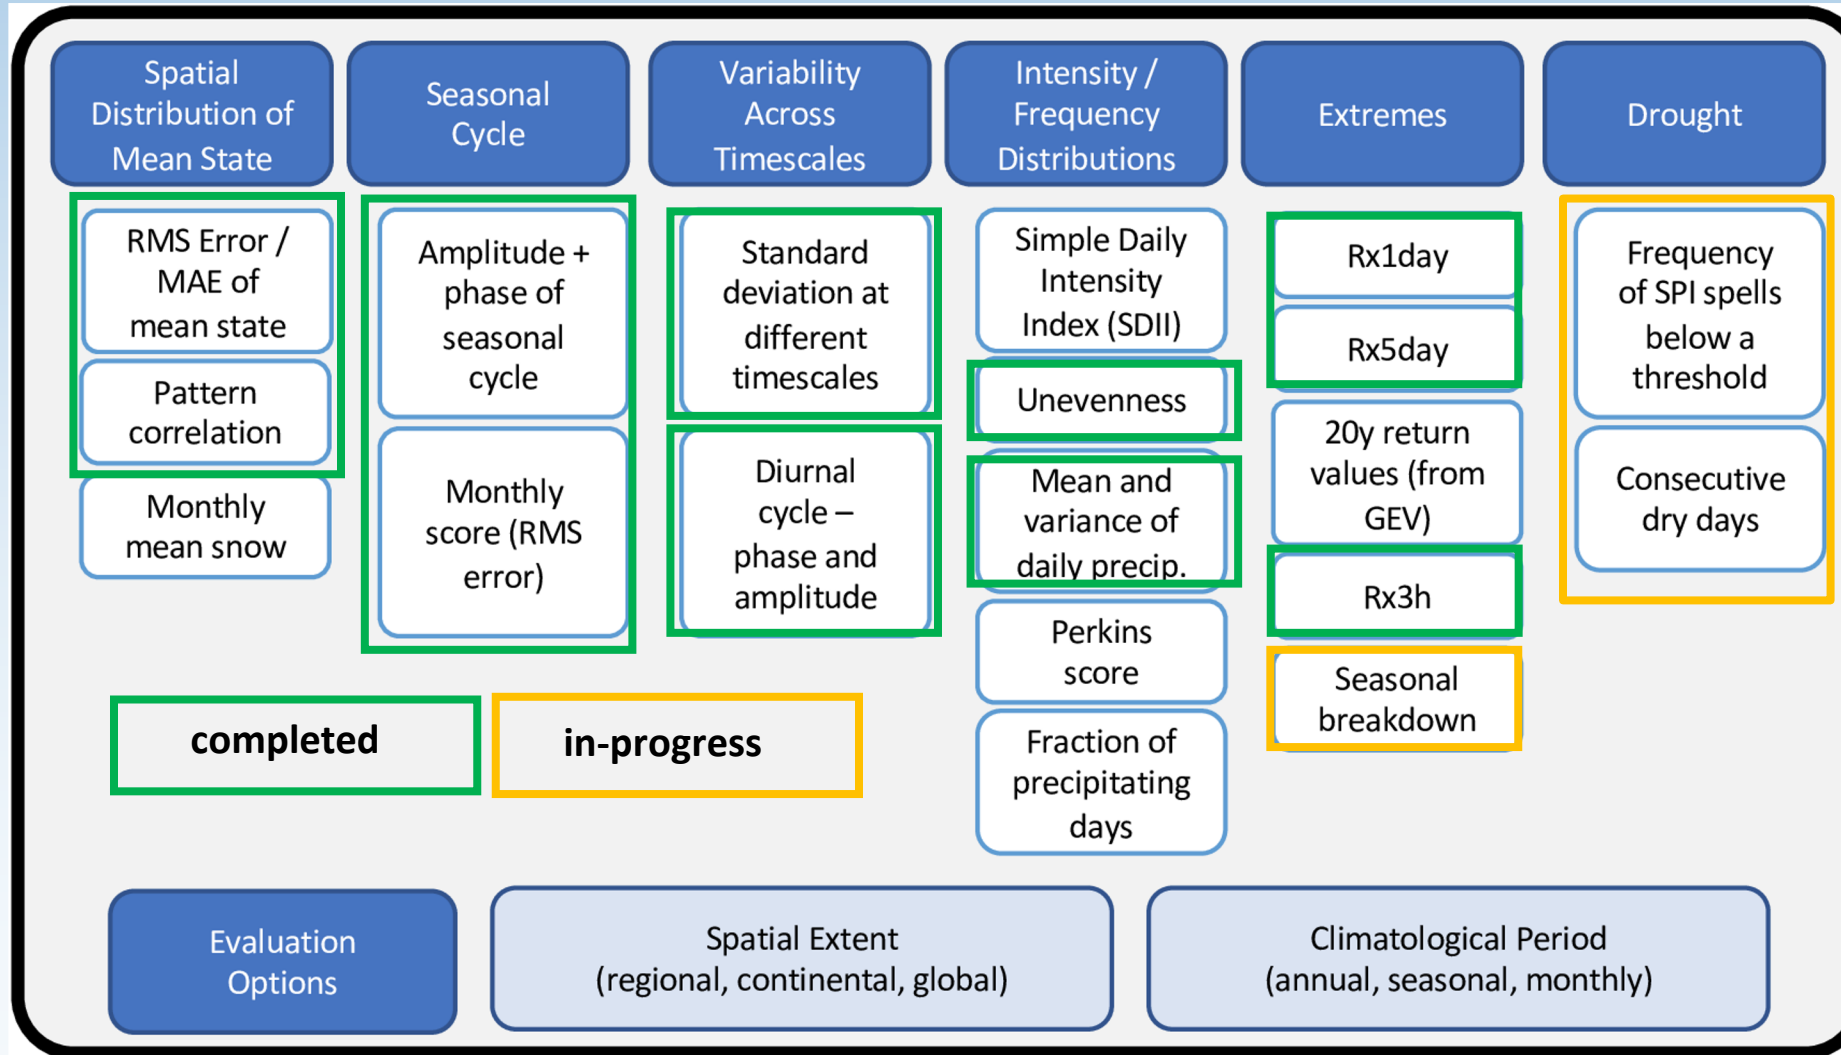 Spatial
Distribution of
Mean State
RMS Error /
MAE of
mean state
Pattern
correlation
Monthly
mean snow
Seasonal
Cycle
Amplitude +
phase of
seasonal
cycle
Monthly
score (RMS
error)
Variability
Across
Timescales
Standard
deviation at
different
timescales
Diurnal
cycle –
phase and
amplitude
Intensity /
Frequency
Distributions
Simple Daily
Intensity
Index (SDII)
Unevenness
Mean and
variance of
daily precip.
Perkins
score
Fraction of
precipitating
days
Extremes
Rx1day
Rx5day
20y return
values (from
GEV)
Rx3h
Seasonal
breakdown
Drought
Frequency
of SPI spells
below a
threshold
Consecutive
dry days
completed
in-progress
Evaluation
Options
Spatial Extent
(regional, continental, global)
Climatological Period
(annual, seasonal, monthly)